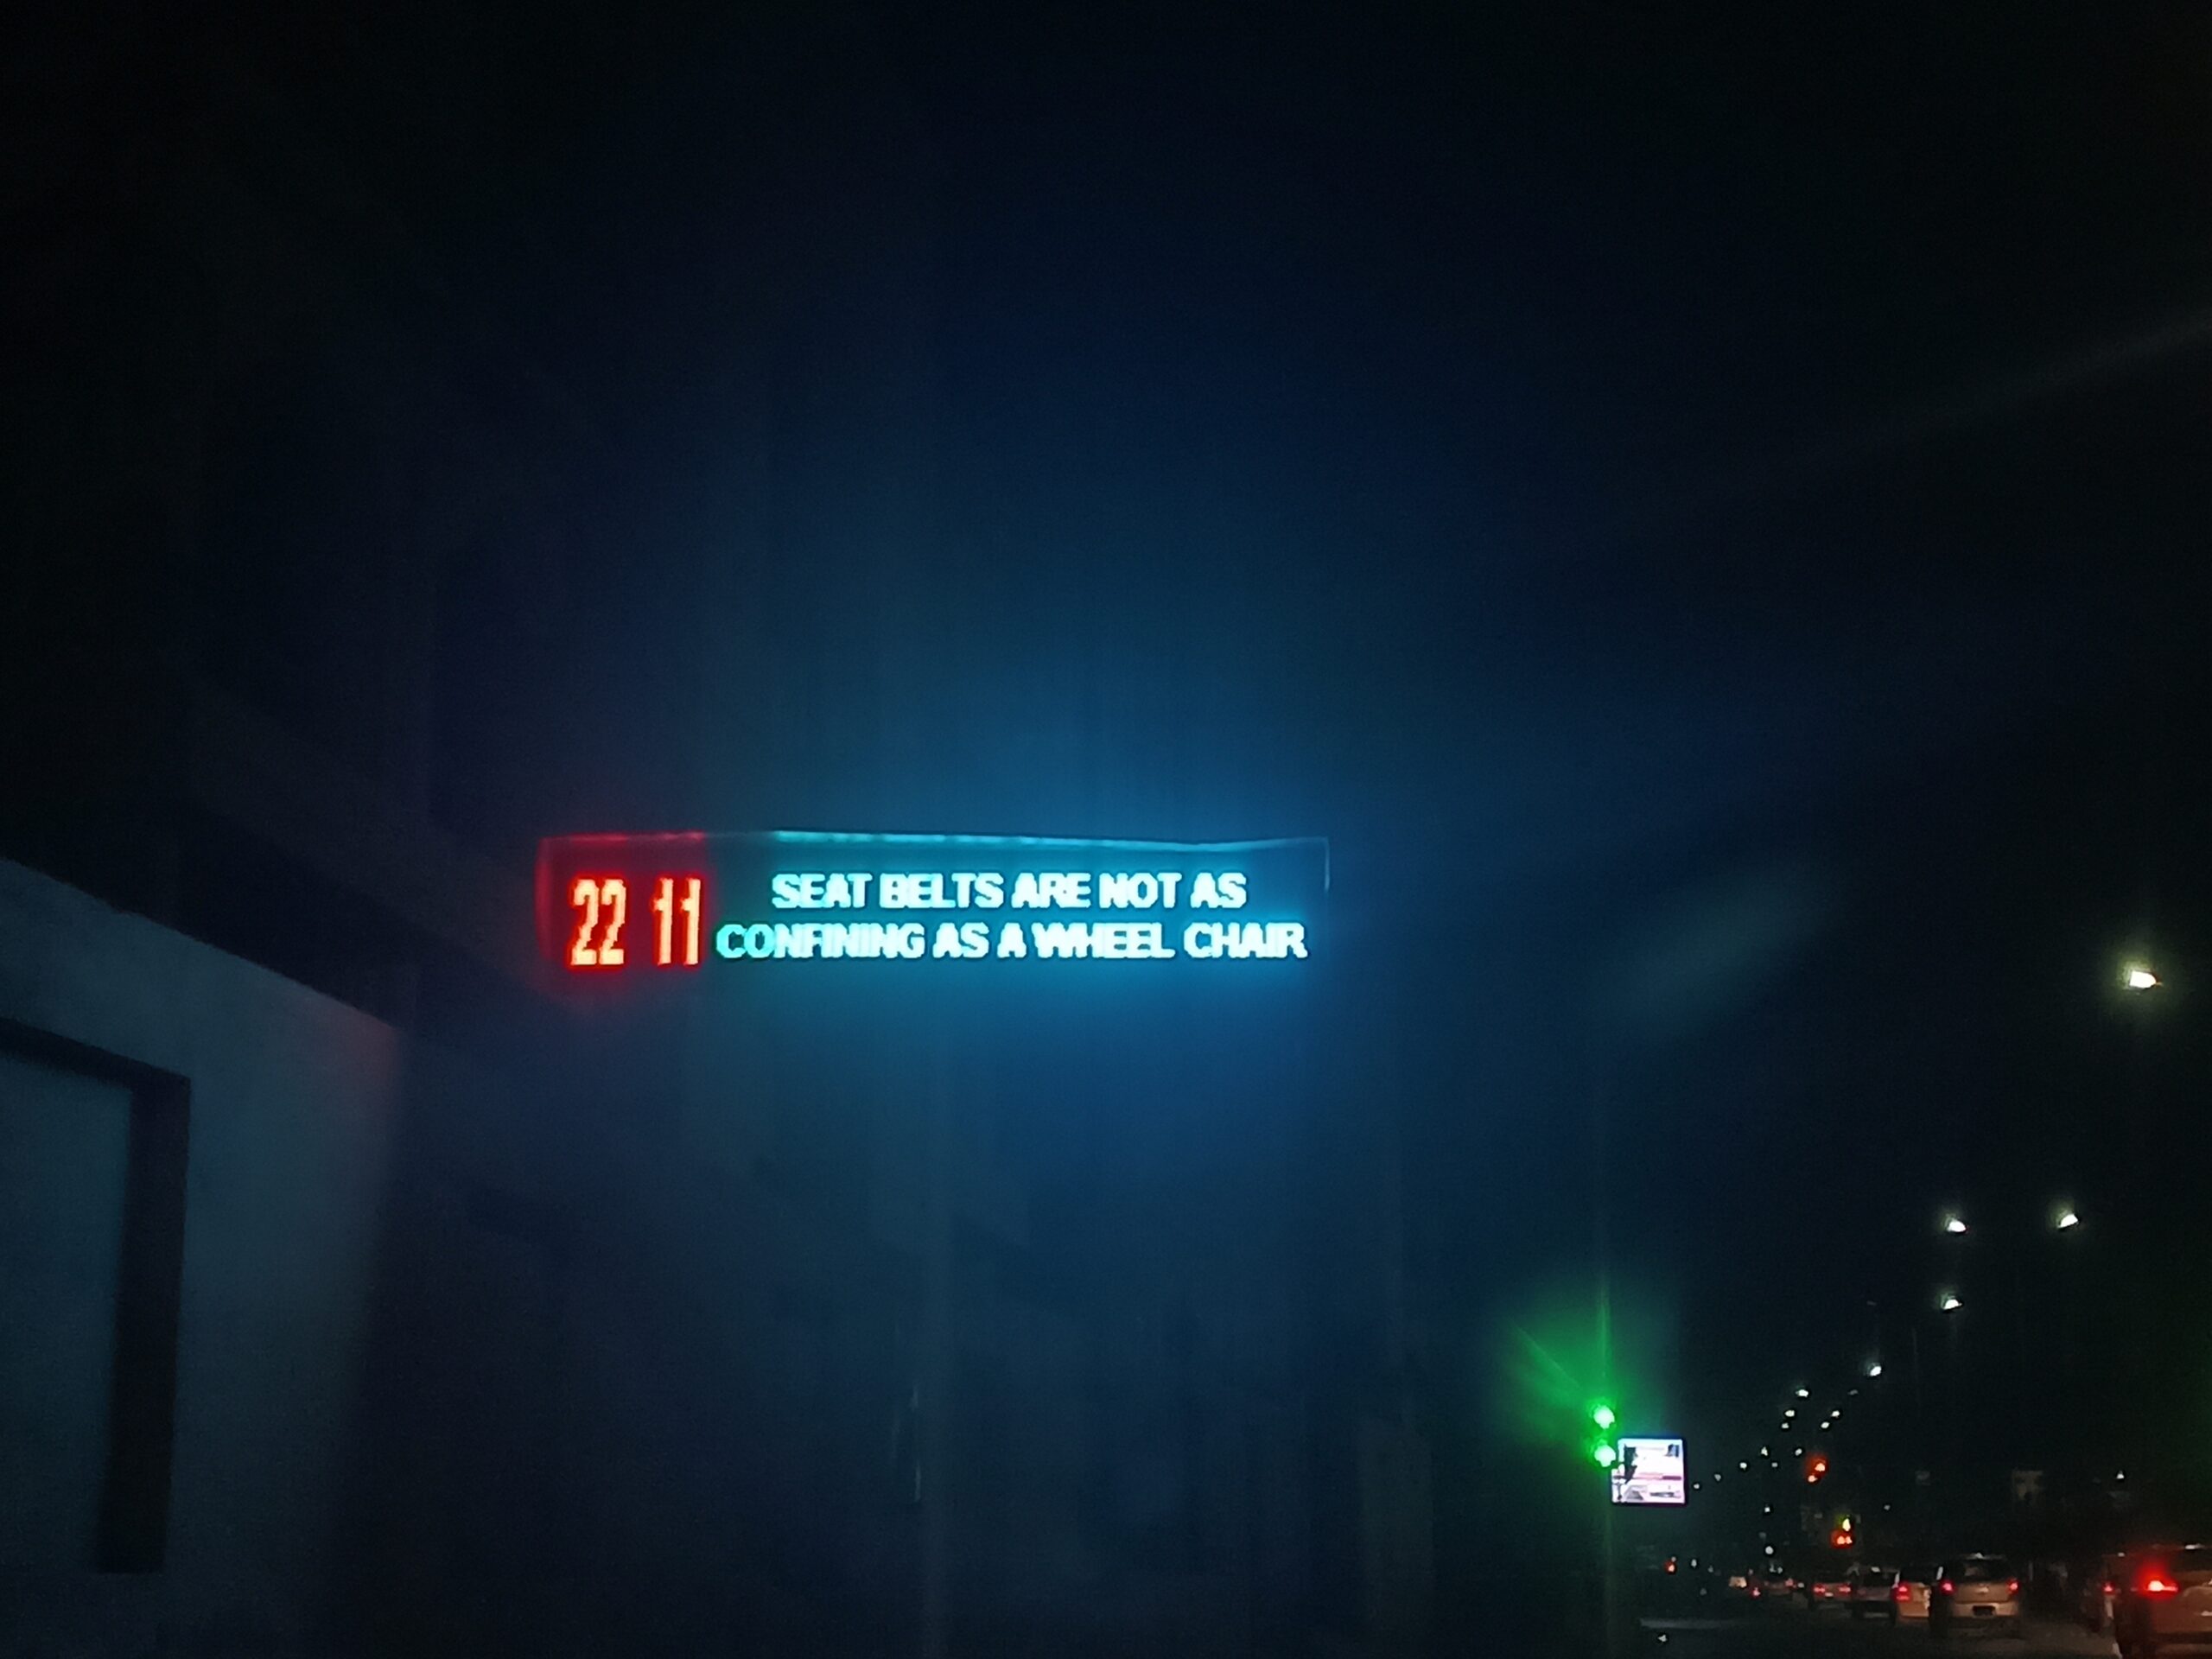 22 11
SEAT BELTS ARE NOT AS
CONFINING AS A WHEEL CHAIR